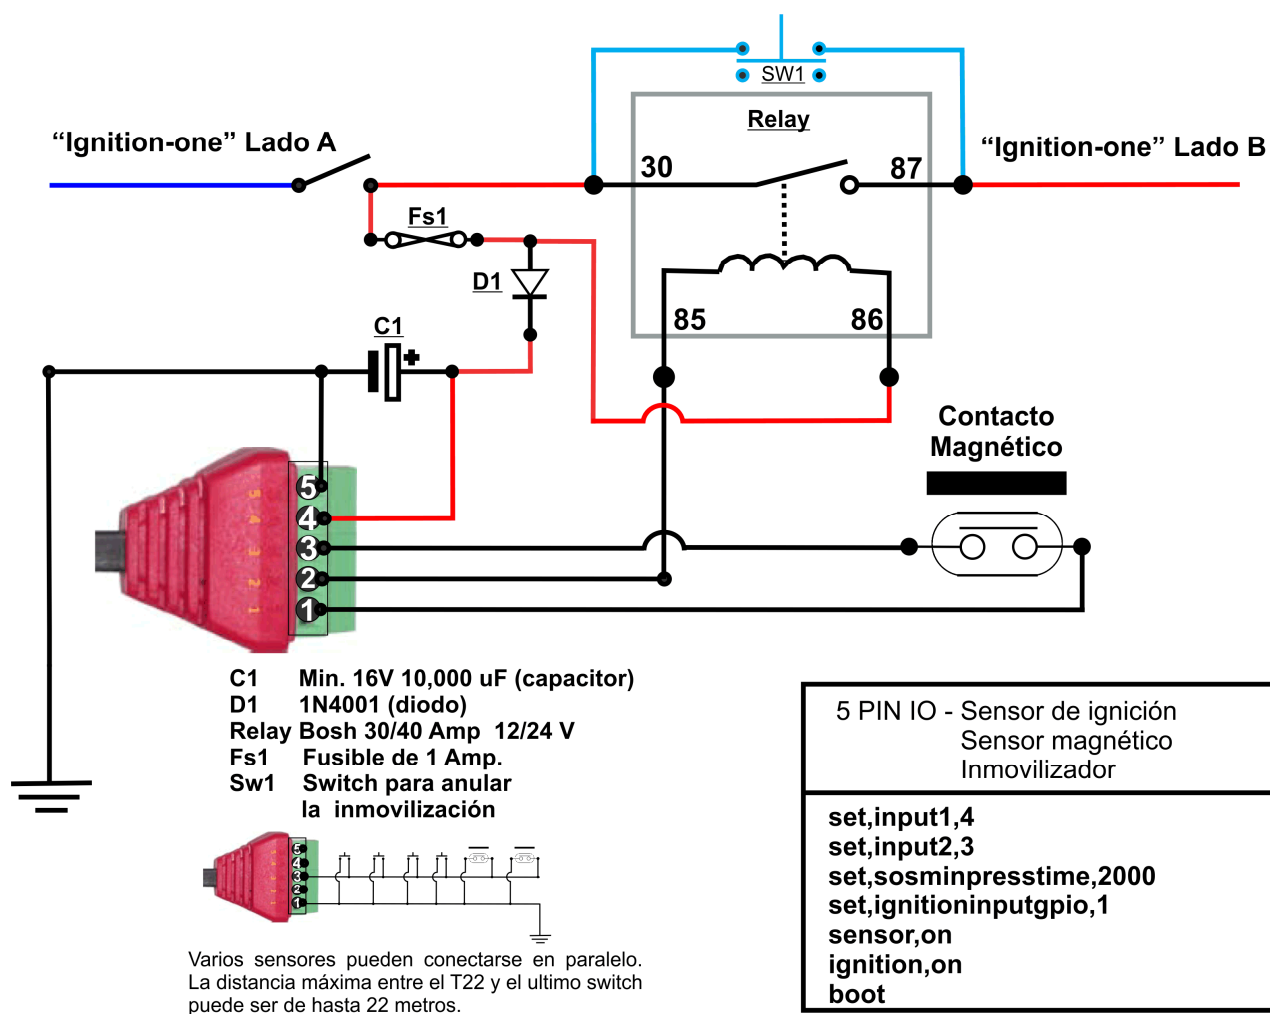 SW1
Relay
“Ignition-one” Lado A
“Ignition-one” Lado B
30
87
Fs1
D1
85
86
C1
Contacto
Magnético
5
4
3
2
1
C1 Min. 16V 10,000 uF (capacitor)
D1 1N4001 (diodo)
Relay Bosh 30/40 Amp 12/24 V
Fs1 Fusible de 1 Amp.
Sw1 Switch para anular
la inmovilización
5 PIN IO - Sensor de ignición
Sensor magnético
Inmovilizador
set,input1,4
set,input2,3
set,sosminpresstime,2000
set,ignitioninputgpio,1
sensor,on
ignition,on
boot
5
4
3
2
1
Varios sensores pueden conectarse en paralelo.
La distancia máxima entre el T22 y el ultimo switch
puede ser de hasta 22 metros.